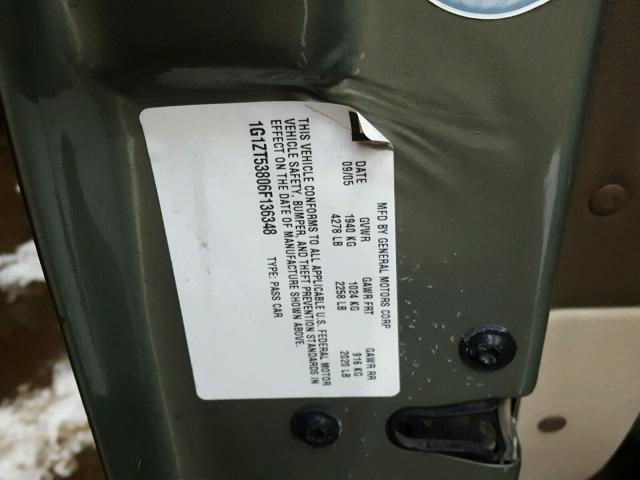 MFD BY GENERAL MOTORS CORP
DATE GVWR GAWR FRT GAWR RR
09/05 1940 KG 1024 KG 916 KG
4278 LB 2258 LB 2020 LB
THIS VEHICLE CONFORMS TO ALL APPLICABLE U.S. FEDERAL MOTOR
VEHICLE SAFETY, BUMPER, AND THEFT PREVENTION STANDARDS IN
EFFECT ON THE DATE OF MANUFACTURE SHOWN ABOVE.
1G1ZT53806F136348 TYPE: PASS CAR